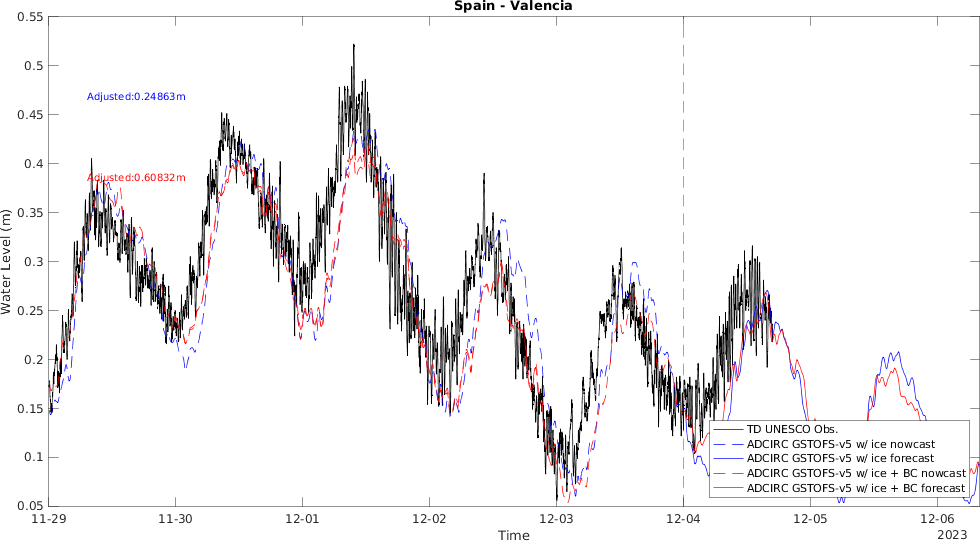 Spain - Valencia
0.55
0.5
0.45
0.4
0.35
0.3
0.25
0.2
0.15
0.1
0.05
Water Level (m)
Adjusted:0.24863m
Adjusted:0.60832m
TD UNESCO Obs.
ADCIRC GSTOFS-v5 w/ ice nowcast
ADCIRC GSTOFS-v5 w/ ice forecast
ADCIRC GSTOFS-v5 w/ ice + BC nowcast
ADCIRC GSTOFS-v5 w/ ice + BC forecast
11-29 11-30 12-01 12-02 12-03 12-04 12-05 12-06
Time
2023